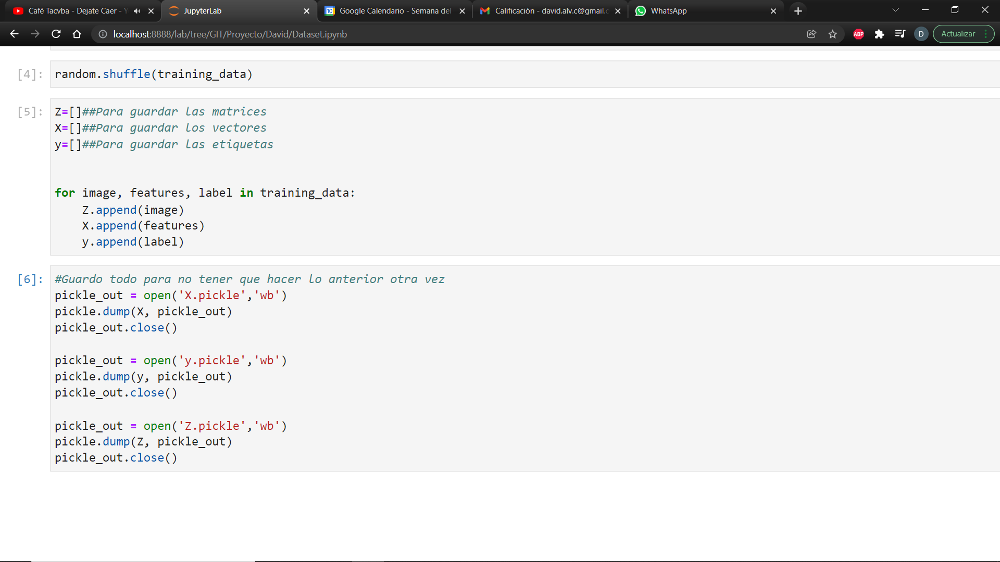 Café Tacvba - Dejate Caer - Y
JupyterLab
Google Calendario - Semana del
Calificación - david.alv.c@gmail.c
WhatsApp
localhost:8888/lab/tree/GIT/Proyecto/David/Dataset.ipynb
ABP
D
Actualizar
[4]: random.shuffle(training_data)
[5]: Z=[]##Para guardar las matrices
X=[]##Para guardar los vectores
y=[]##Para guardar las etiquetas
for image, features, label in training_data:
    Z.append(image)
    X.append(features)
    y.append(label)
[6]: #Guardo todo para no tener que hacer lo anterior otra vez
pickle_out = open('X.pickle','wb')
pickle.dump(X, pickle_out)
pickle_out.close()
pickle_out = open('y.pickle','wb')
pickle.dump(y, pickle_out)
pickle_out.close()
pickle_out = open('Z.pickle','wb')
pickle.dump(Z, pickle_out)
pickle_out.close()